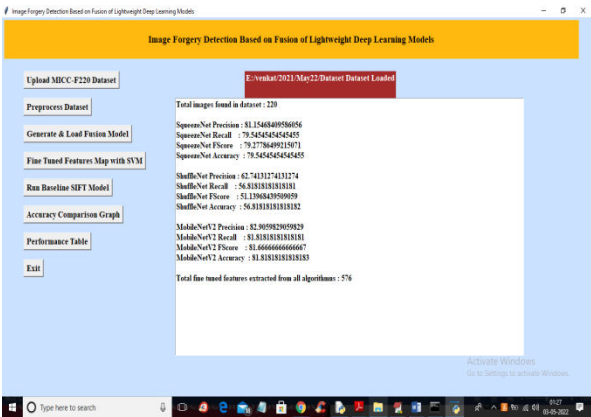 Image Forgery Detection Based on Fusion of Lightweight Deep Learning Models
Image Forgery Detection Based on Fusion of Lightweight Deep Learning Models
Upload MICC-F220 Dataset
E:/venkat/2021/May22/Dataset Dataset Loaded
Preprocess Dataset
Generate & Load Fusion Model
Fine Tuned Features Map with SVM
Run Baseline SIFT Model
Accuracy Comparison Graph
Performance Table
Exit
Total images found in dataset : 220
SqueezeNet Precision : 81.15468409586056
SqueezeNet Recall : 79.54545454545455
SqueezeNet FScore : 79.27786499215071
SqueezeNet Accuracy : 79.54545454545455
ShuffleNet Precision : 62.74131274131274
ShuffleNet Recall : 56.81818181818181
ShuffleNet FScore : 51.13968439509059
ShuffleNet Accuracy : 56.81818181818182
MobileNetV2 Precision : 82.9059829059829
MobileNetV2 Recall : 81.81818181818181
MobileNetV2 FScore : 81.66666666666667
MobileNetV2 Accuracy : 81.81818181818183
Total fine tuned features extracted from all algorithms : 576
Activate Windows
Go to Settings to activate Windows.
Type here to search
01:27
03-05-2022